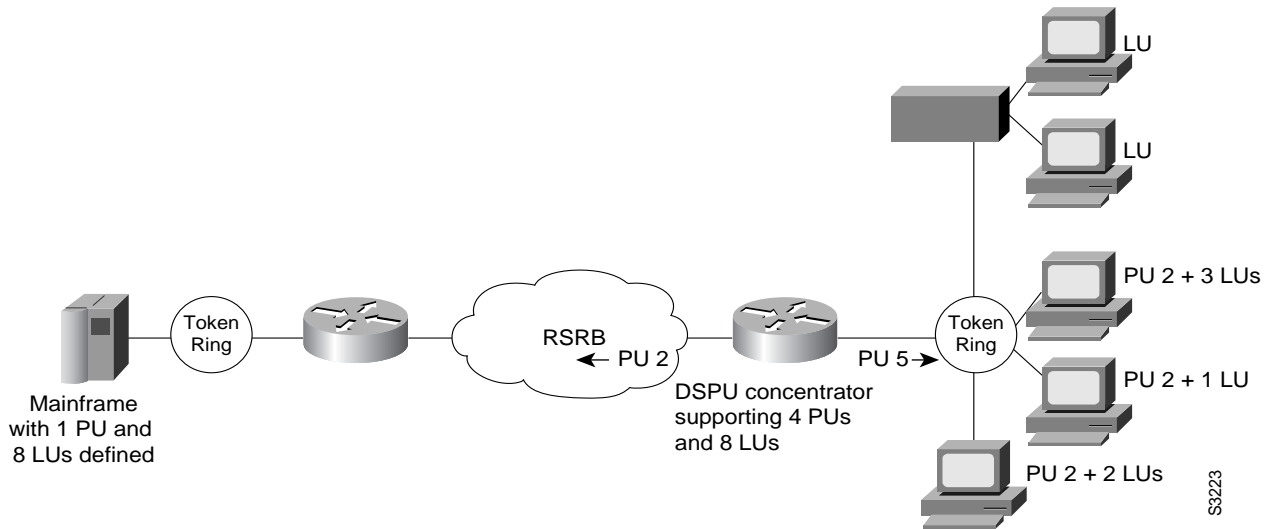 LU
LU
PU 2 + 3 LUs
Token
Ring
RSRB
PU 2
PU 5
Token
Ring
PU 2 + 1 LU
Mainframe
with 1 PU and
8 LUs defined
DSPU concentrator
supporting 4 PUs
and 8 LUs
PU 2 + 2 LUs
S3223